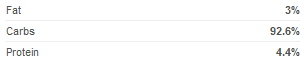 Fat 3%
Carbs 92.6%
Protein 4.4%